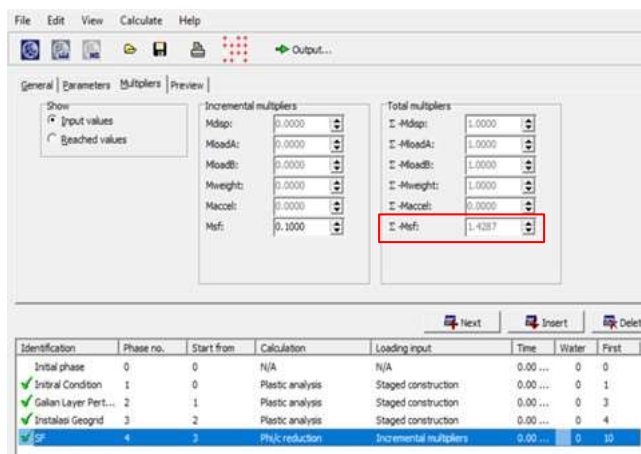 File Edit View Calculate Help
Output...
General Parameters Multipliers Preview
Show
Input values
Reached values
Incremental multipliers
Mdisp: 0.0000
MloadA: 0.0000
MloadB: 0.0000
Mweight: 0.0000
Maccel: 0.0000
Msf: 0.1000
Total multipliers
Σ -Mdisp: 1.0000
Σ -MloadA: 1.0000
Σ -MloadB: 1.0000
Σ -Mweight: 1.0000
Σ -Maccel: 0.0000
Σ -Msf: 1.4287
Next Insert Delet
Identification Phase no. Start from Calculation Loading input Time Water First
Initial phase 0 0 N/A N/A 0.00 ... 0 0
Initiral Condition 1 0 Plastic analysis Staged construction 0.00 ... 0 1
Galian Layer Pert... 2 1 Plastic analysis Staged construction 0.00 ... 0 3
Instalasi Geogrid 3 2 Plastic analysis Staged construction 0.00 ... 0 4
SF 4 3 Phi/c reduction Incremental multipliers 0.00 ... 0 10